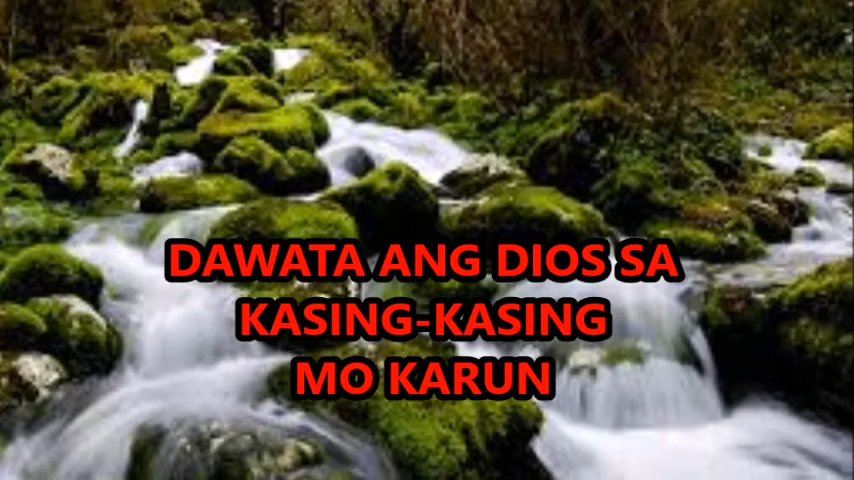 DAWATA ANG DIOS SA
KASING-KASING
MO KARUN